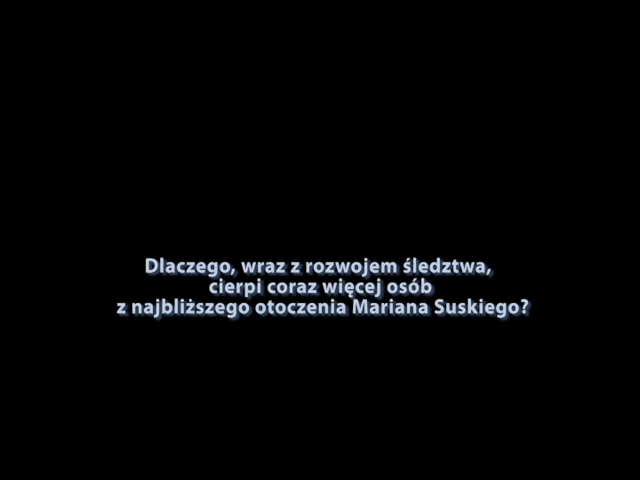 Dlaczego, wraz z rozwojem śledztwa,
cierpi coraz więcej osób
z najbliższego otoczenia Mariana Suskiego?